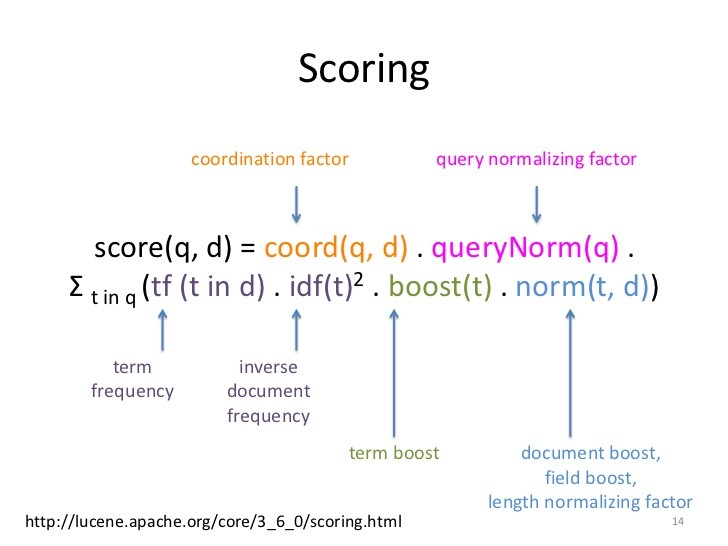 Scoring
coordination factor
query normalizing factor
score(q, d) = coord(q, d) . queryNorm(q) .
Σ t in q (tf (t in d) . idf(t)2 . boost(t) . norm(t, d))
term
frequency
inverse
document
frequency
term boost
document boost,
field boost,
length normalizing factor
http://lucene.apache.org/core/3_6_0/scoring.html
14